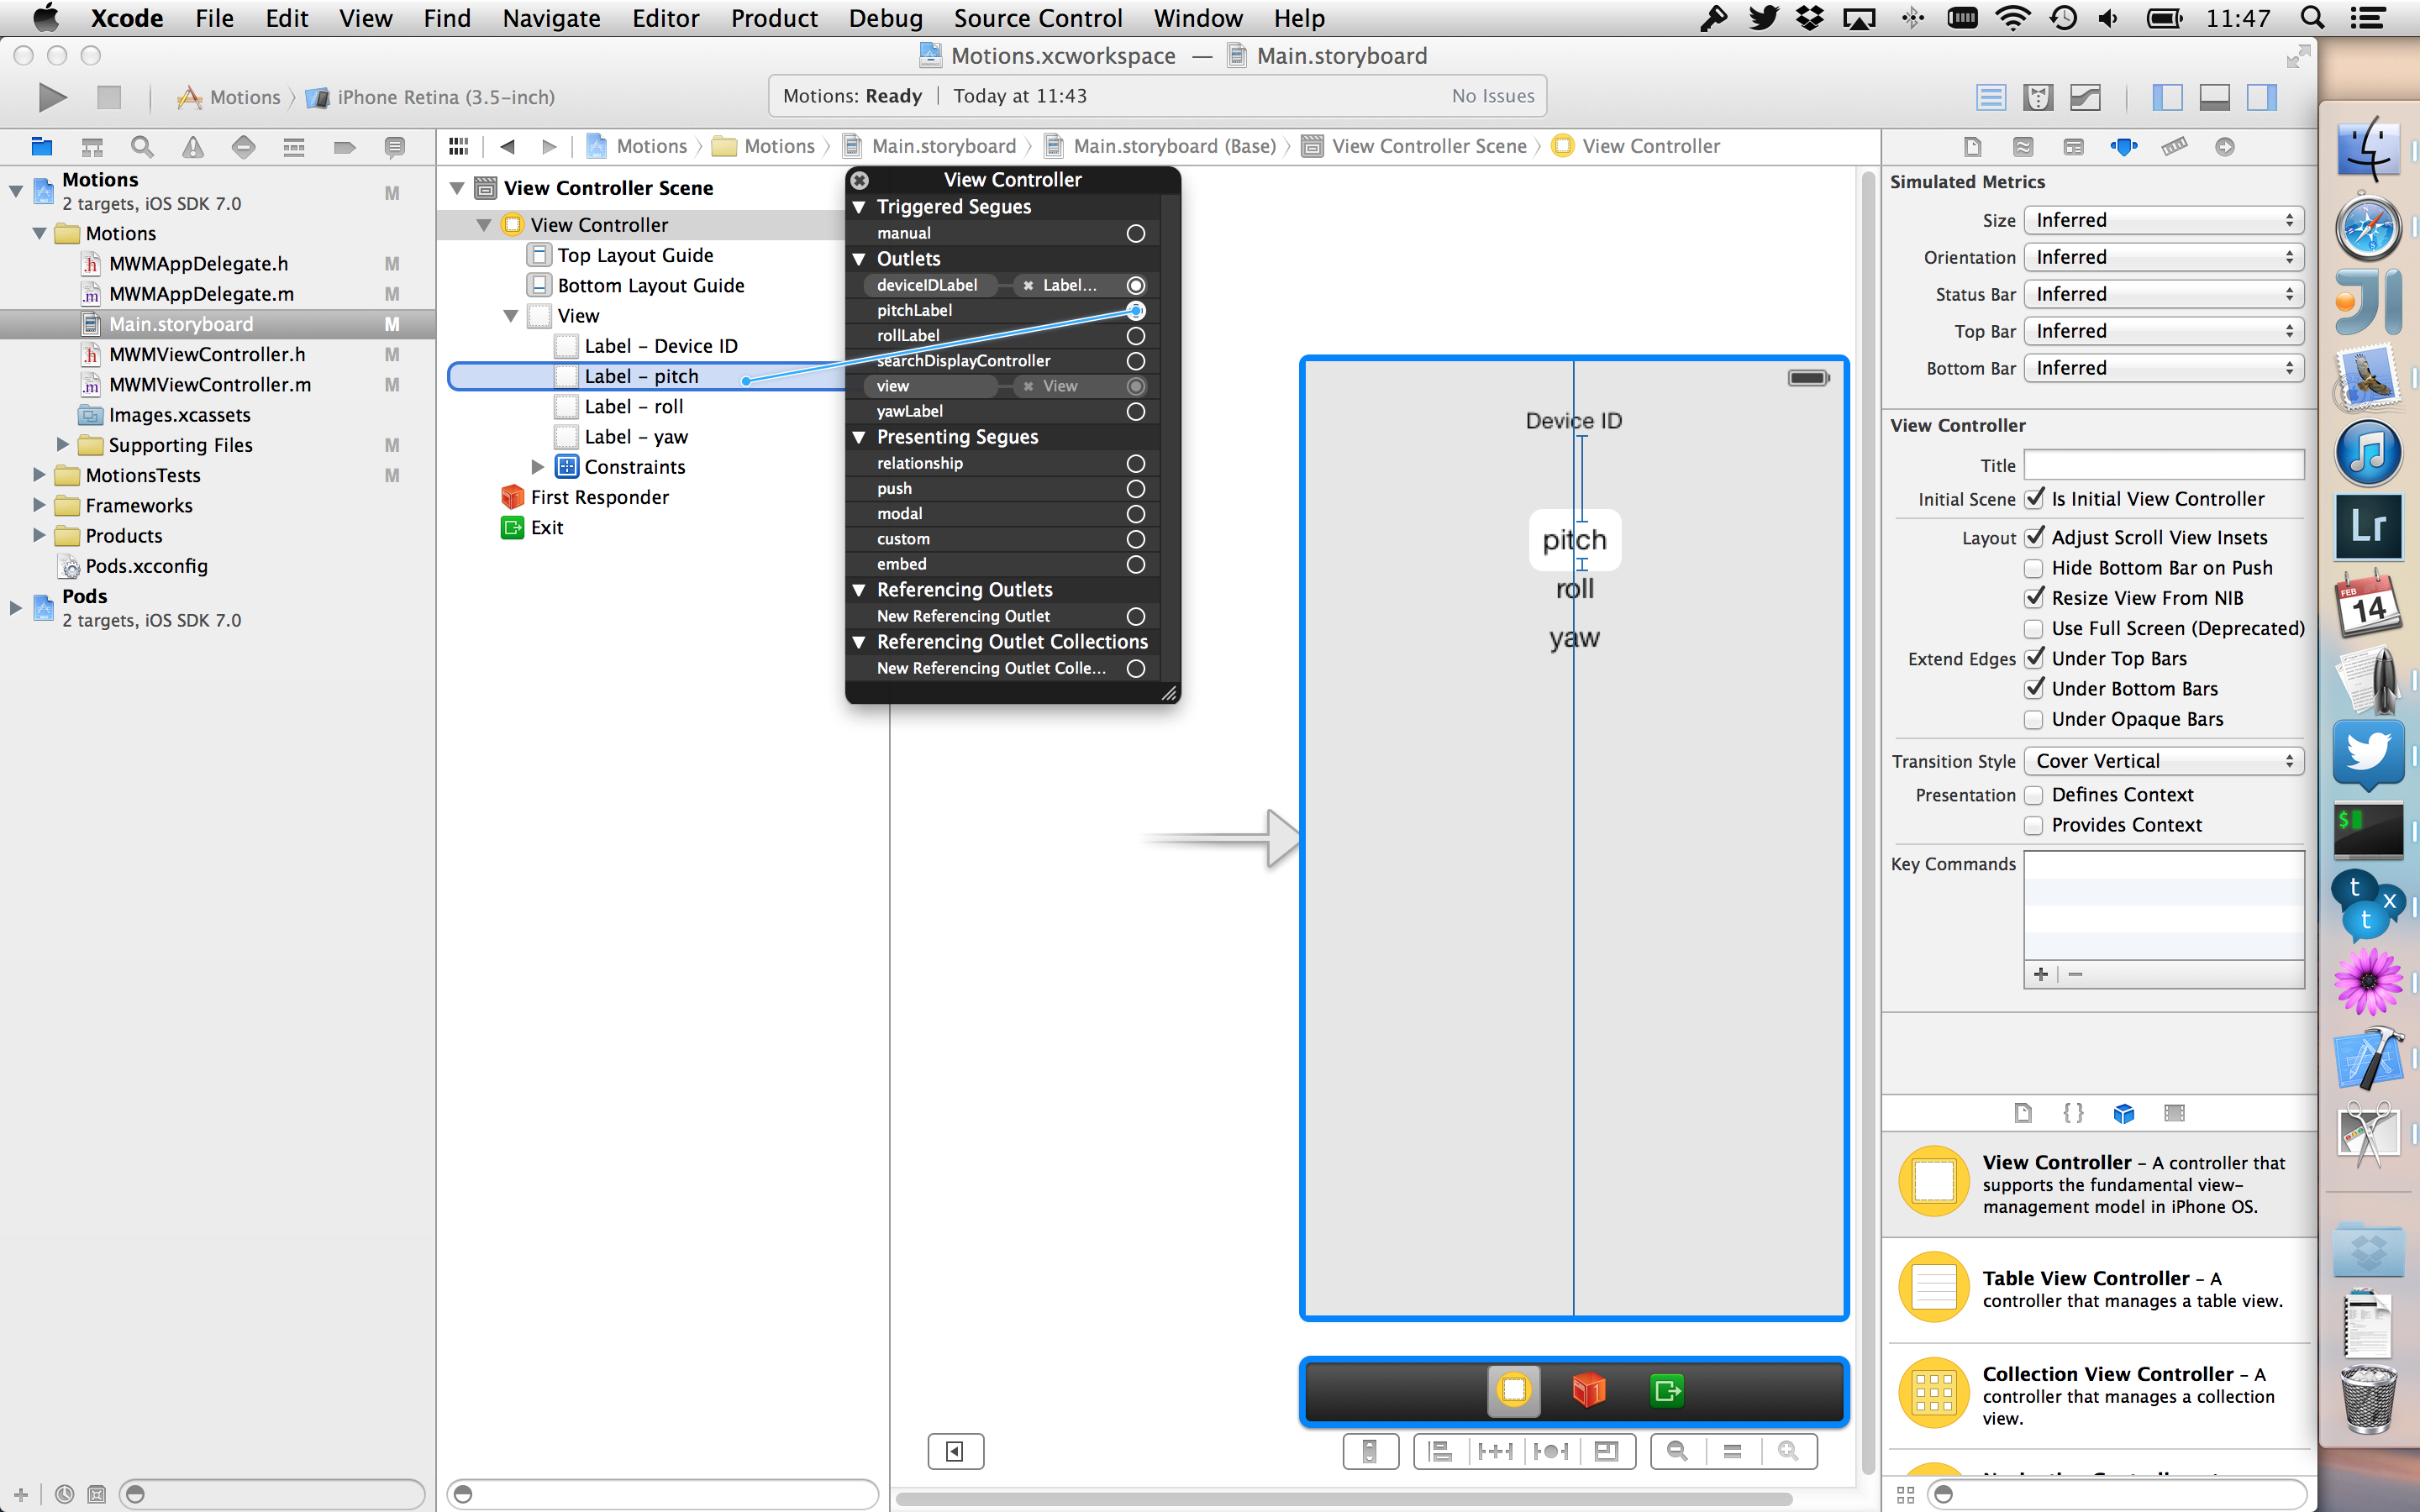 Xcode File Edit View Find Navigate Editor Product Debug Source Control Window Help 11:47
Motions.xcworkspace — Main.storyboard
Motions iPhone Retina (3.5-inch)
Motions: Ready | Today at 11:43 No Issues
Motions Motions Main.storyboard Main.storyboard (Base) View Controller Scene View Controller
Motions M
2 targets, iOS SDK 7.0
Motions
MWMAppDelegate.h M
MWMAppDelegate.m M
Main.storyboard M
MWMViewController.h M
MWMViewController.m M
Images.xcassets
Supporting Files M
MotionsTests M
Frameworks
Products
Pods.xcconfig
Pods
2 targets, iOS SDK 7.0
View Controller Scene
View Controller
Top Layout Guide
Bottom Layout Guide
View
Label – Device ID
Label – pitch
Label – roll
Label – yaw
Constraints
First Responder
Exit
View Controller
Triggered Segues
manual
Outlets
deviceIDLabel Label...
pitchLabel
rollLabel
searchDisplayController
view View
yawLabel
Presenting Segues
relationship
push
modal
custom
embed
Referencing Outlets
New Referencing Outlet
Referencing Outlet Collections
New Referencing Outlet Colle...
Device ID
pitch
roll
yaw
Simulated Metrics
Size Inferred
Orientation Inferred
Status Bar Inferred
Top Bar Inferred
Bottom Bar Inferred
View Controller
Title
Initial Scene Is Initial View Controller
Layout Adjust Scroll View Insets
Hide Bottom Bar on Push
Resize View From NIB
Use Full Screen (Deprecated)
Extend Edges Under Top Bars
Under Bottom Bars
Under Opaque Bars
Transition Style Cover Vertical
Presentation Defines Context
Provides Context
Key Commands
View Controller – A controller that
supports the fundamental view-
management model in iPhone OS.
Table View Controller – A
controller that manages a table view.
Collection View Controller – A
controller that manages a collection
view.
Lr
FEB
14
$
t
x
t